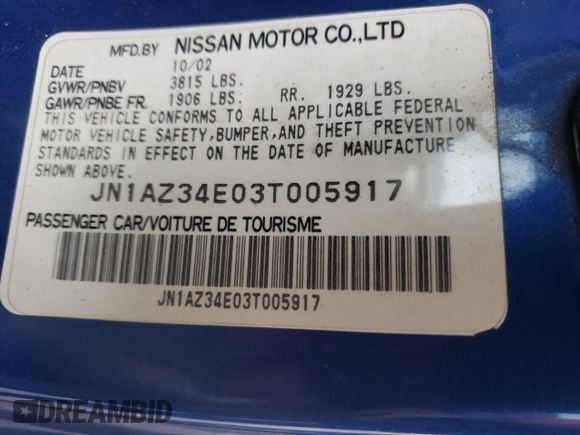 MFD.BY NISSAN MOTOR CO.,LTD
DATE 10/02
GVWR/PNBV 3815 LBS.
GAWR/PNBE FR. 1906 LBS: RR. 1929 LBS.
THIS VEHICLE CONFORMS TO ALL APPLICABLE FEDERAL
MOTOR VEHICLE SAFETY,BUMPER,AND THEFT PREVENTION
STANDARDS IN EFFECT ON THE DATE OF MANUFACTURE
SHOWN ABOVE.
JN1AZ34E03T005917
PASSENGER CAR/VOITURE DE TOURISME
JN1AZ34E03T005917
DREAMBID